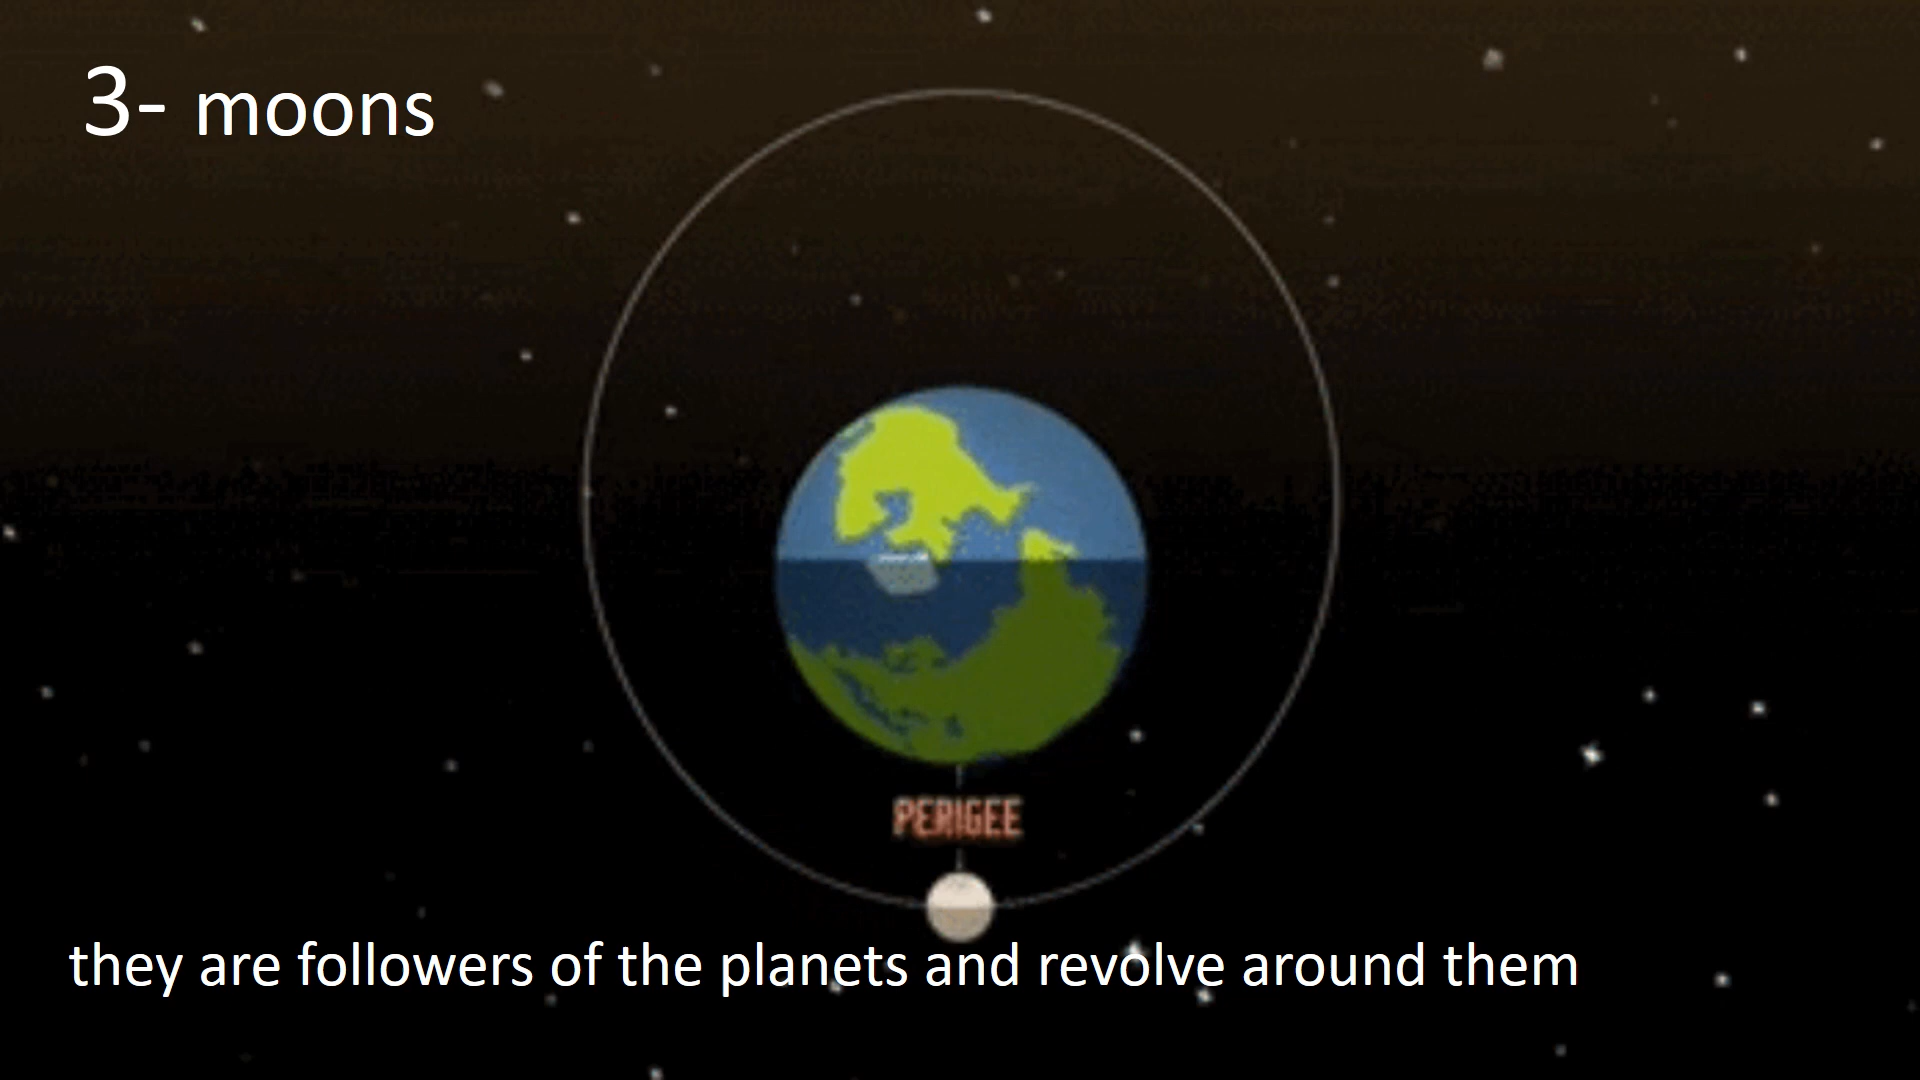 3- moons
PERIGEE
they are followers of the planets and revolve around them